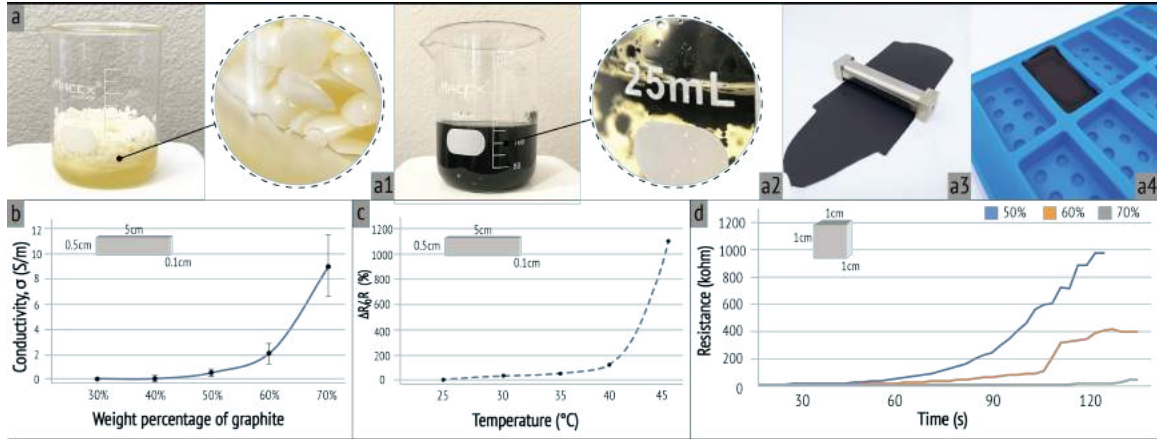 a
MACCX
a1
25mL
a2
a3
a4
b
5cm
0.5cm
0.1cm
Conductivity, σ (S/m)
12
10
8
6
4
2
0
30%
40%
50%
60%
70%
Weight percentage of graphite
c
5cm
0.5cm
0.1cm
ΔR/R (%)
1200
1000
800
600
400
200
0
25
30
35
40
45
Temperature (°C)
d
1cm
1cm
1cm
50%
60%
70%
Resistance (kohm)
1200
1000
800
600
400
200
0
30
60
90
120
Time (s)